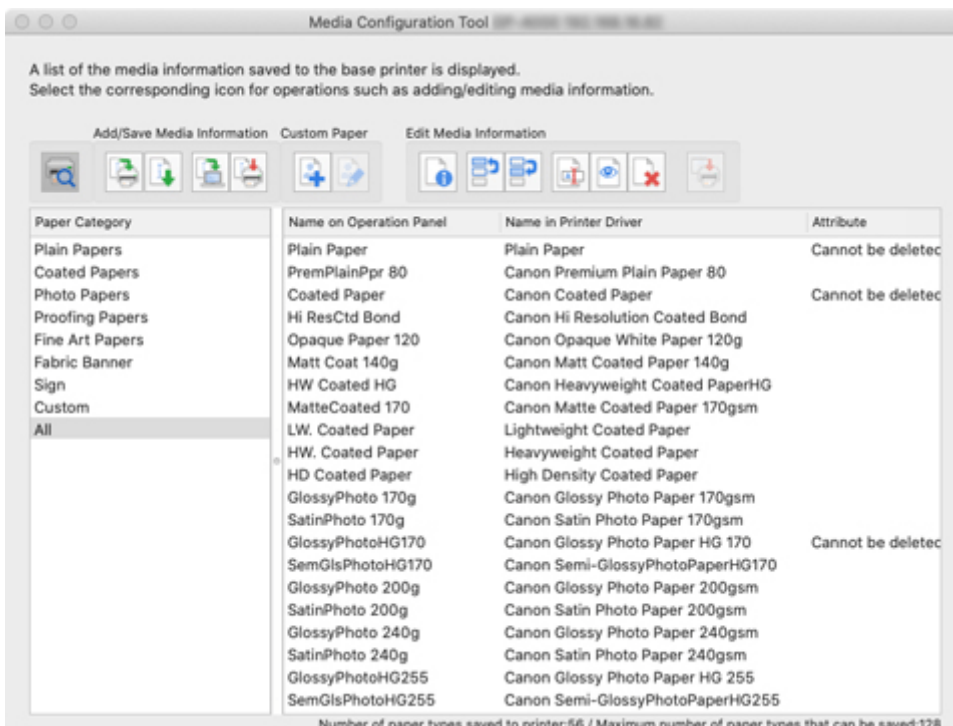 Media Configuration Tool
A list of the media information saved to the base printer is displayed.
Select the corresponding icon for operations such as adding/editing media information.
Add/Save Media Information Custom Paper Edit Media Information
Paper Category
Plain Papers
Coated Papers
Photo Papers
Proofing Papers
Fine Art Papers
Fabric Banner
Sign
Custom
All
Name on Operation Panel Name in Printer Driver Attribute
Plain Paper Plain Paper Cannot be deleted
PremPlainPpr 80 Canon Premium Plain Paper 80
Coated Paper Canon Coated Paper Cannot be deleted
Hi ResCtd Bond Canon Hi Resolution Coated Bond
Opaque Paper 120 Canon Opaque White Paper 120g
Matt Coat 140g Canon Matt Coated Paper 140g
HW Coated HG Canon Heavyweight Coated PaperHG
MatteCoated 170 Canon Matte Coated Paper 170gsm
LW. Coated Paper Lightweight Coated Paper
HW. Coated Paper Heavyweight Coated Paper
HD Coated Paper High Density Coated Paper
GlossyPhoto 170g Canon Glossy Photo Paper 170gsm
SatinPhoto 170g Canon Satin Photo Paper 170gsm
GlossyPhotoHG170 Canon Glossy Photo Paper HG 170 Cannot be deleted
SemGlsPhotoHG170 Canon Semi-GlossyPhotoPaperHG170
GlossyPhoto 200g Canon Glossy Photo Paper 200gsm
SatinPhoto 200g Canon Satin Photo Paper 200gsm
GlossyPhoto 240g Canon Glossy Photo Paper 240gsm
SatinPhoto 240g Canon Satin Photo Paper 240gsm
GlossyPhotoHG255 Canon Glossy Photo Paper HG 255
SemGlsPhotoHG255 Canon Semi-GlossyPhotoPaperHG255
Number of paper types saved to printer:56 / Maximum number of paper types that can be saved:128